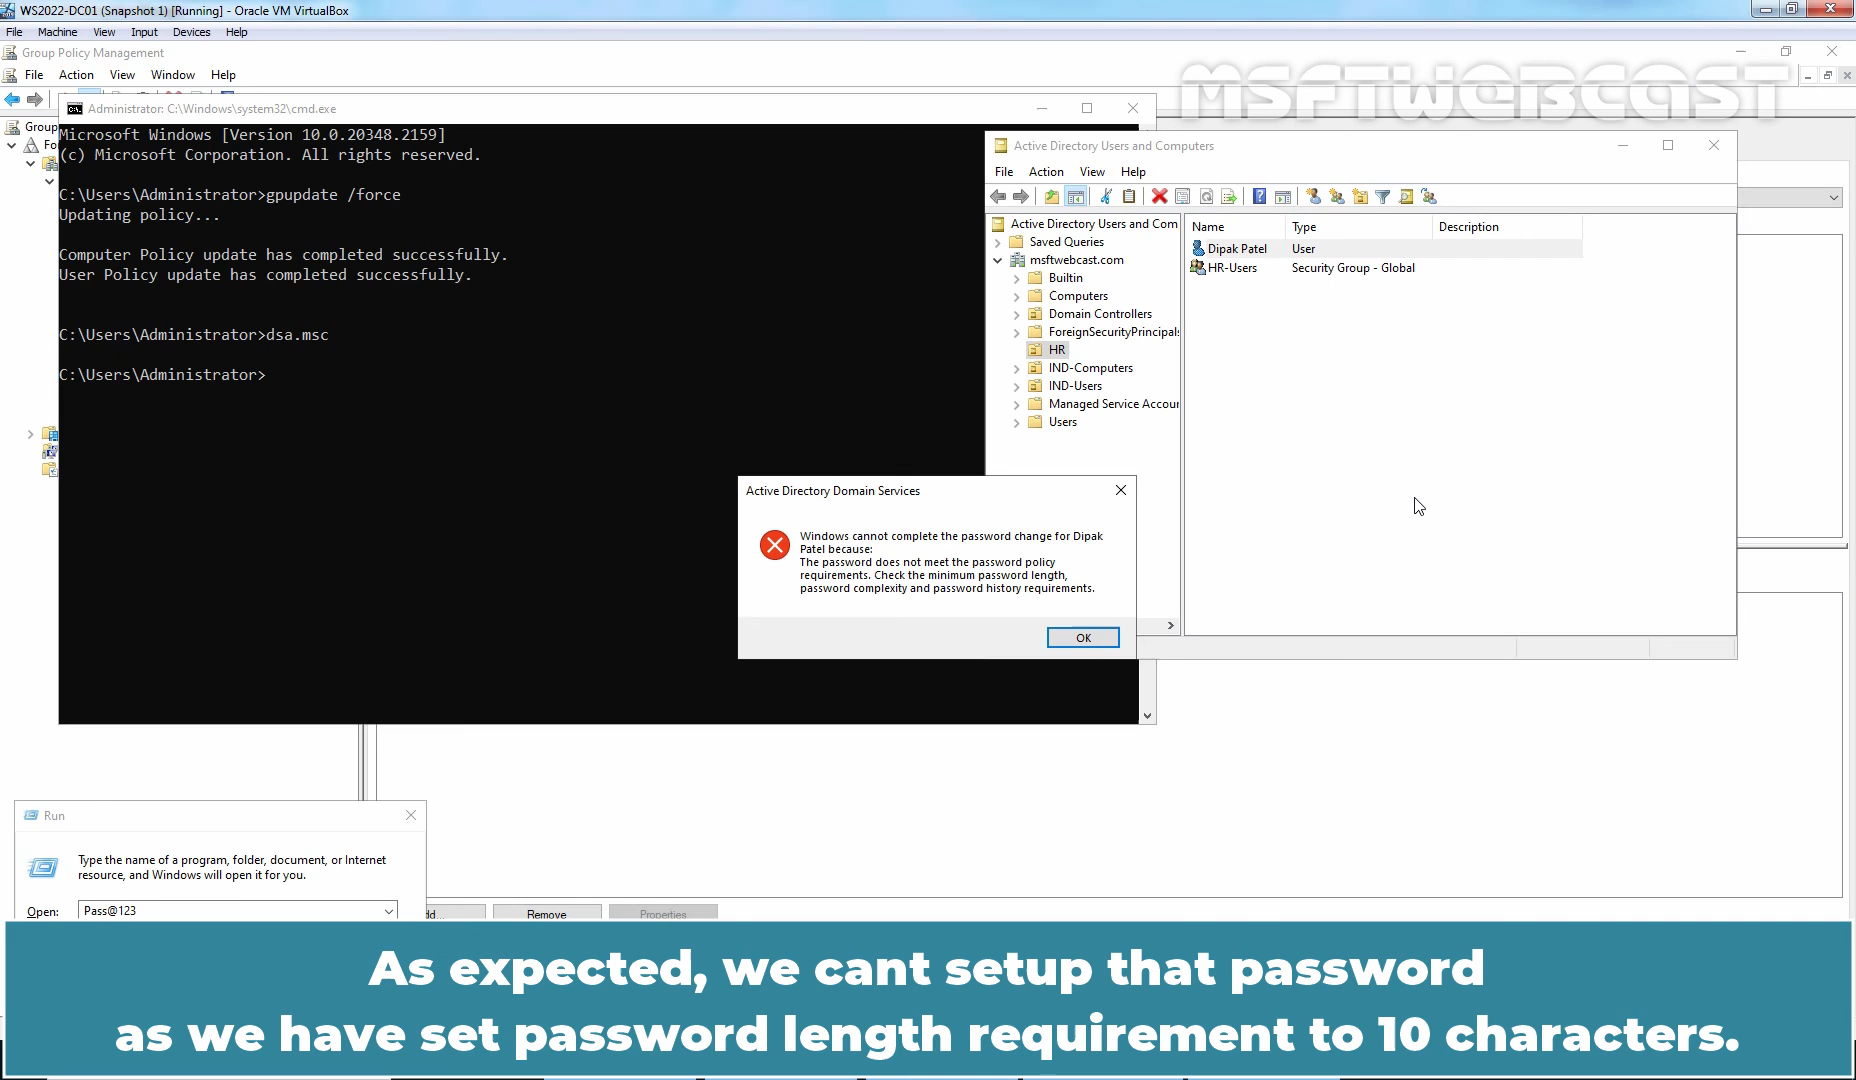 WS2022-DC01 (Snapshot 1) [Running] - Oracle VM VirtualBox
File Machine View Input Devices Help
Group Policy Management
File Action View Window Help
MSFTWEBCAST
Group
Fo
Administrator: C:\Windows\system32\cmd.exe
Microsoft Windows [Version 10.0.20348.2159]
(c) Microsoft Corporation. All rights reserved.
C:\Users\Administrator>gpupdate /force
Updating policy...
Computer Policy update has completed successfully.
User Policy update has completed successfully.
C:\Users\Administrator>dsa.msc
C:\Users\Administrator>
Active Directory Users and Computers
File Action View Help
Active Directory Users and Com
Saved Queries
msftwebcast.com
Builtin
Computers
Domain Controllers
ForeignSecurityPrincipals
HR
IND-Computers
IND-Users
Managed Service Accoun
Users
Name Type Description
Dipak Patel User
HR-Users Security Group - Global
Active Directory Domain Services
Windows cannot complete the password change for Dipak
Patel because:
The password does not meet the password policy
requirements. Check the minimum password length,
password complexity and password history requirements.
OK
Run
Type the name of a program, folder, document, or Internet
resource, and Windows will open it for you.
Open: Pass@123
dd... Remove Properties
As expected, we cant setup that password
as we have set password length requirement to 10 characters.